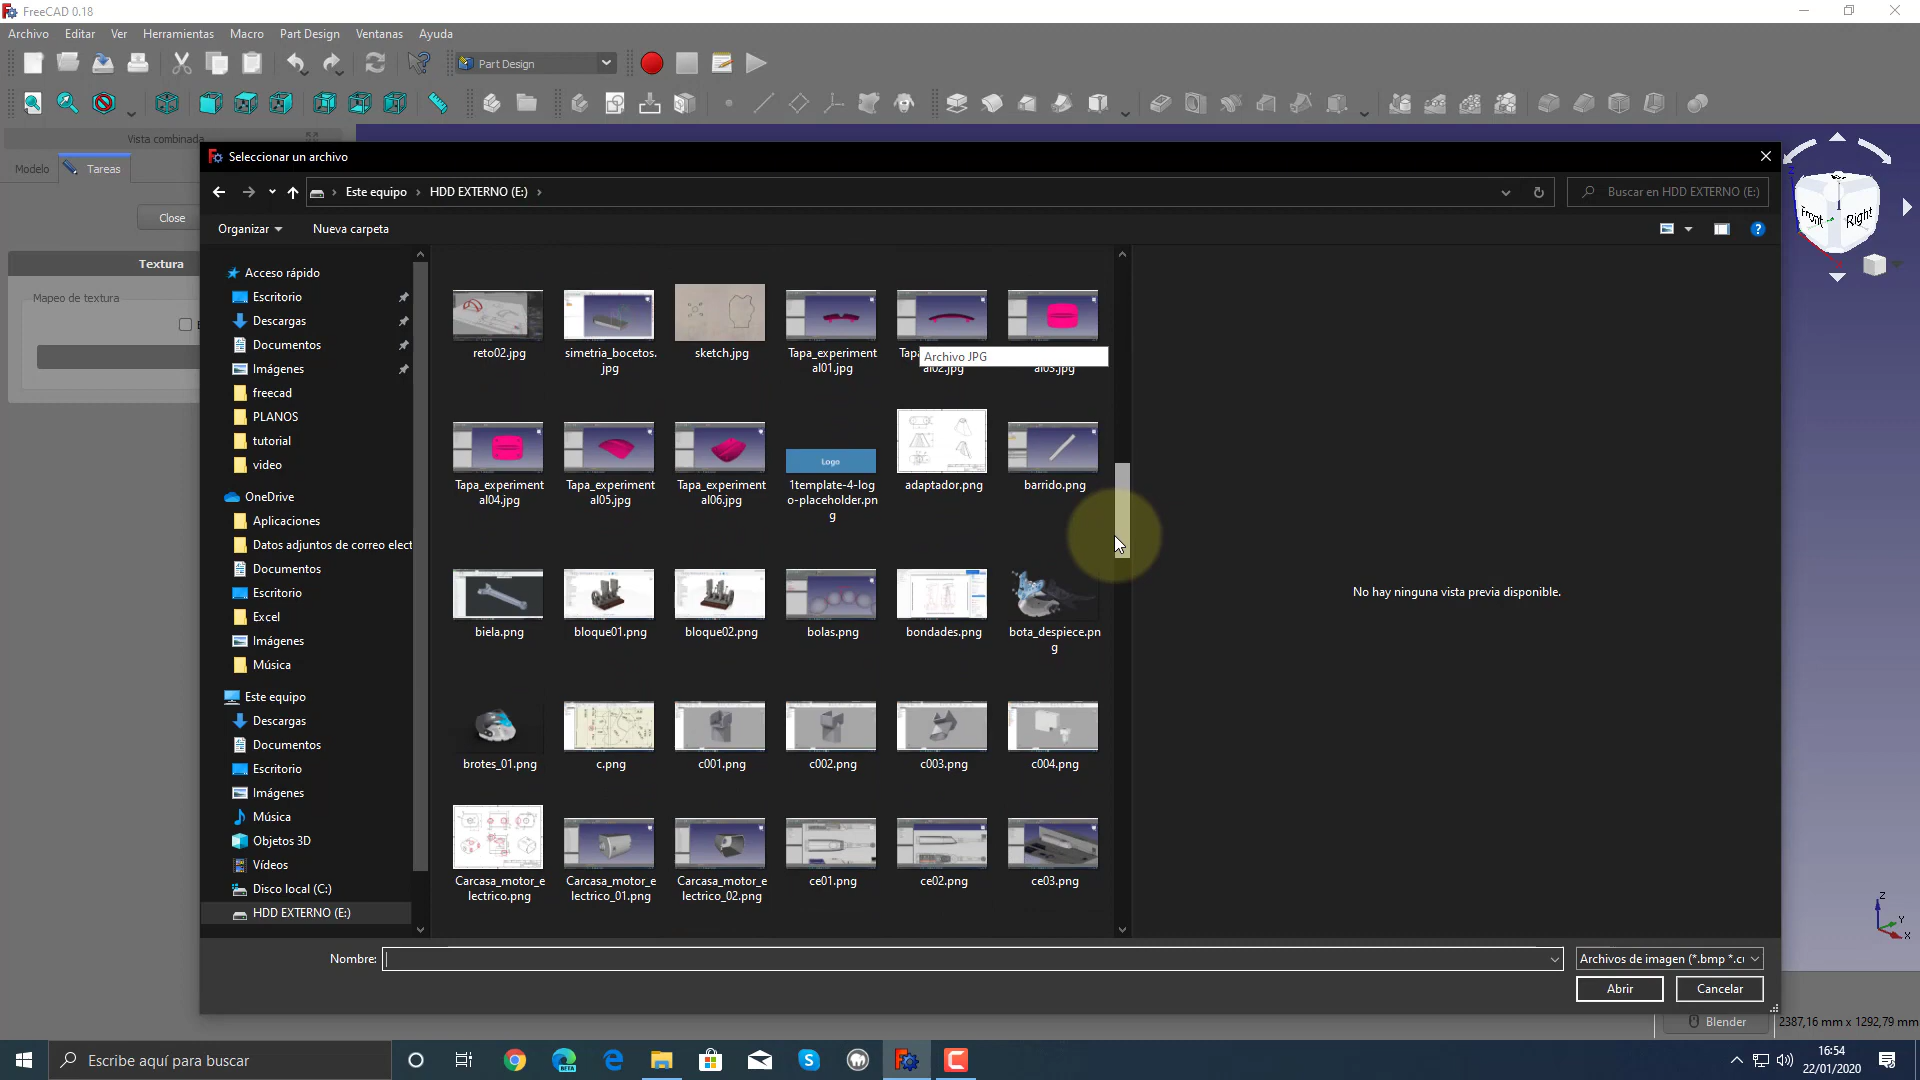 FreeCAD 0.18
Archivo Editar Ver Herramientas Macro Part Design Ventanas Ayuda
Part Design
Vista combinada
Modelo Tareas
Close
Textura
Mapeo de textura
Seleccionar un archivo
Este equipo HDD EXTERNO (E:)
Buscar en HDD EXTERNO (E:)
Organizar Nueva carpeta
Acceso rápido
Escritorio
Descargas
Documentos
Imágenes
freecad
PLANOS
tutorial
video
OneDrive
Aplicaciones
Datos adjuntos de correo elect
Documentos
Escritorio
Excel
Imágenes
Música
Este equipo
Descargas
Documentos
Escritorio
Imágenes
Música
Objetos 3D
Vídeos
Disco local (C:)
HDD EXTERNO (E:)
reto02.jpg
simetria_bocetos.
jpg
sketch.jpg
Tapa_experiment
al01.jpg
Tap
al02.jpg
al03.jpg
Archivo JPG
Tapa_experiment
al04.jpg
Tapa_experiment
al05.jpg
Tapa_experiment
al06.jpg
Logo
1template-4-log
o-placeholder.pn
g
adaptador.png
barrido.png
biela.png
bloque01.png
bloque02.png
bolas.png
bondades.png
bota_despiece.pn
g
brotes_01.png
c.png
c001.png
c002.png
c003.png
c004.png
Carcasa_motor_e
lectrico.png
Carcasa_motor_e
lectrico_01.png
Carcasa_motor_e
lectrico_02.png
ce01.png
ce02.png
ce03.png
No hay ninguna vista previa disponible.
Nombre:
Archivos de imagen (*.bmp *.cu
Abrir
Cancelar
Front
Right
Z
Y
X
Blender
2387,16 mm x 1292,79 mm
Escribe aquí para buscar
BETA
16:54
22/01/2020